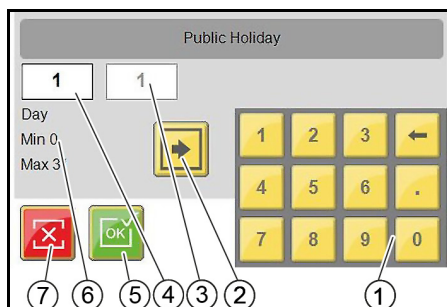 Public Holiday
1 1
Day
Min 0
Max 3
1 2 3 ←
4 5 6 .
7 8 9 0
OK
7 6 5 4 3 2 1